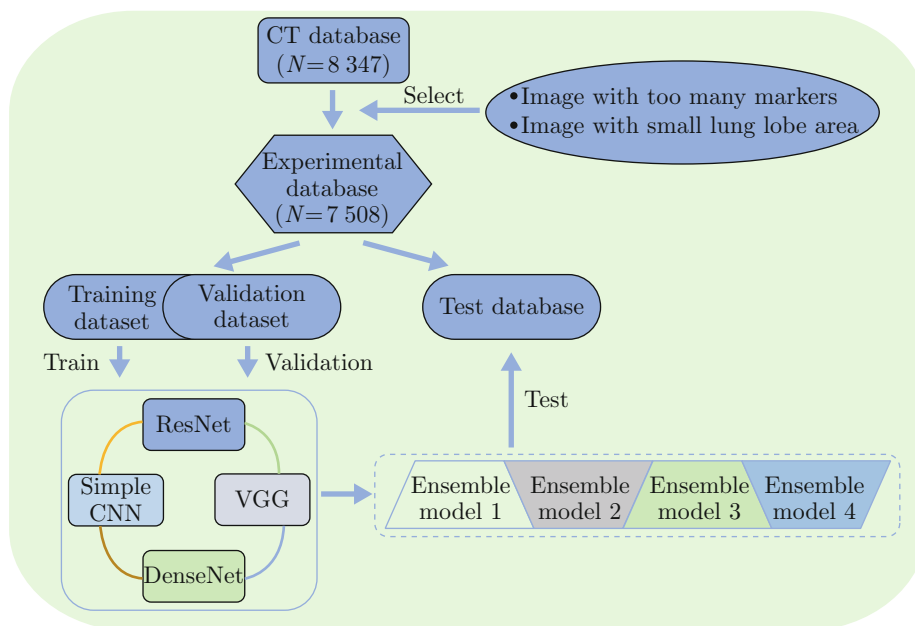 CT database
(N=8 347)
Select
•Image with too many markers
•Image with small lung lobe area
Experimental
database
(N=7 508)
Training
dataset
Validation
dataset
Test database
Train
Validation
Test
ResNet
Simple
CNN
VGG
DenseNet
Ensemble
model 1
Ensemble
model 2
Ensemble
model 3
Ensemble
model 4